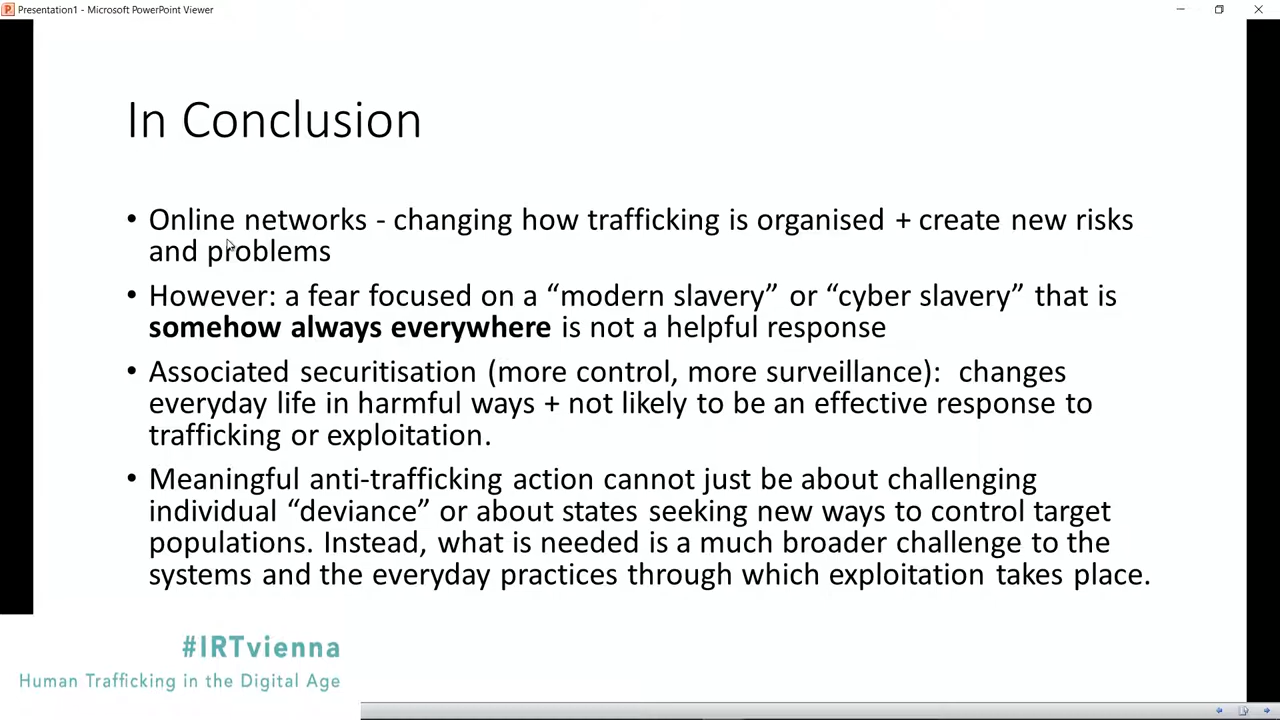 Presentation1 - Microsoft PowerPoint Viewer
In Conclusion
• Online networks - changing how trafficking is organised + create new risks
and problems
• However: a fear focused on a “modern slavery” or “cyber slavery” that is
somehow always everywhere is not a helpful response
• Associated securitisation (more control, more surveillance):  changes
everyday life in harmful ways + not likely to be an effective response to
trafficking or exploitation.
• Meaningful anti-trafficking action cannot just be about challenging
individual “deviance” or about states seeking new ways to control target
populations. Instead, what is needed is a much broader challenge to the
systems and the everyday practices through which exploitation takes place.
#IRTvienna
Human Trafficking in the Digital Age